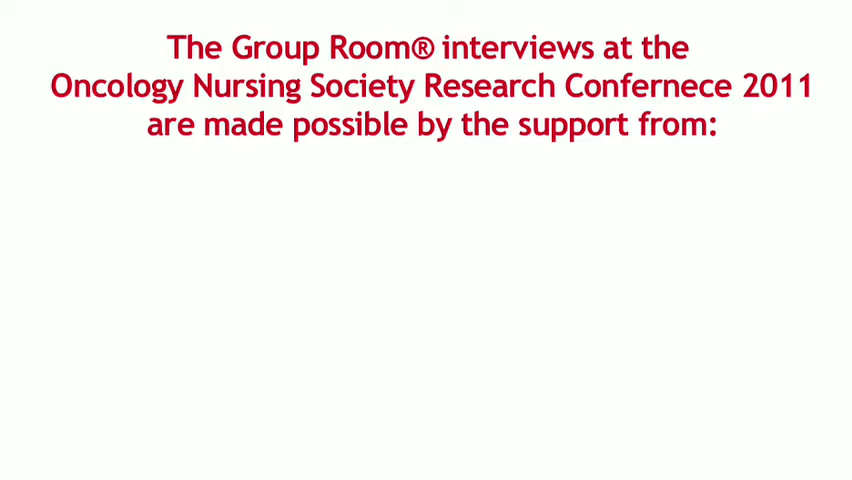 The Group Room® interviews at the
Oncology Nursing Society Research Confernece 2011
are made possible by the support from: